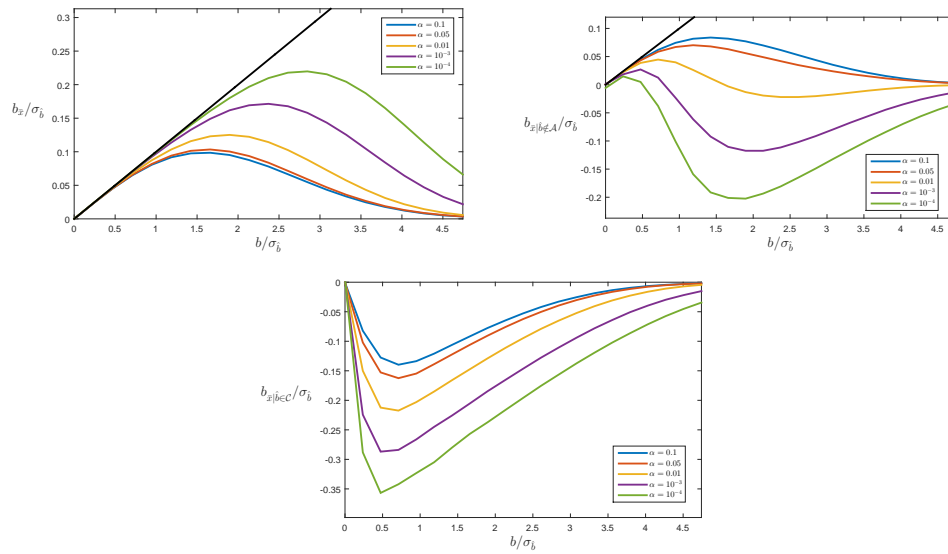 0.3
0.25
0.2
0.15
0.1
0.05
0
b_x̄/σ_b̂
0 0.5 1 1.5 2 2.5 3 3.5 4 4.5
b/σ_b̂
α = 0.1
α = 0.05
α = 0.01
α = 10⁻³
α = 10⁻⁴
0.1
0.05
0
-0.05
-0.1
-0.15
-0.2
b_x̄|b̂∉𝒜/σ_b̂
0 0.5 1 1.5 2 2.5 3 3.5 4 4.5
b/σ_b̂
α = 0.1
α = 0.05
α = 0.01
α = 10⁻³
α = 10⁻⁴
0
-0.05
-0.1
-0.15
-0.2
-0.25
-0.3
-0.35
b_x̄|b̂∈𝒞/σ_b̂
0 0.5 1 1.5 2 2.5 3 3.5 4 4.5
b/σ_b̂
α = 0.1
α = 0.05
α = 0.01
α = 10⁻³
α = 10⁻⁴